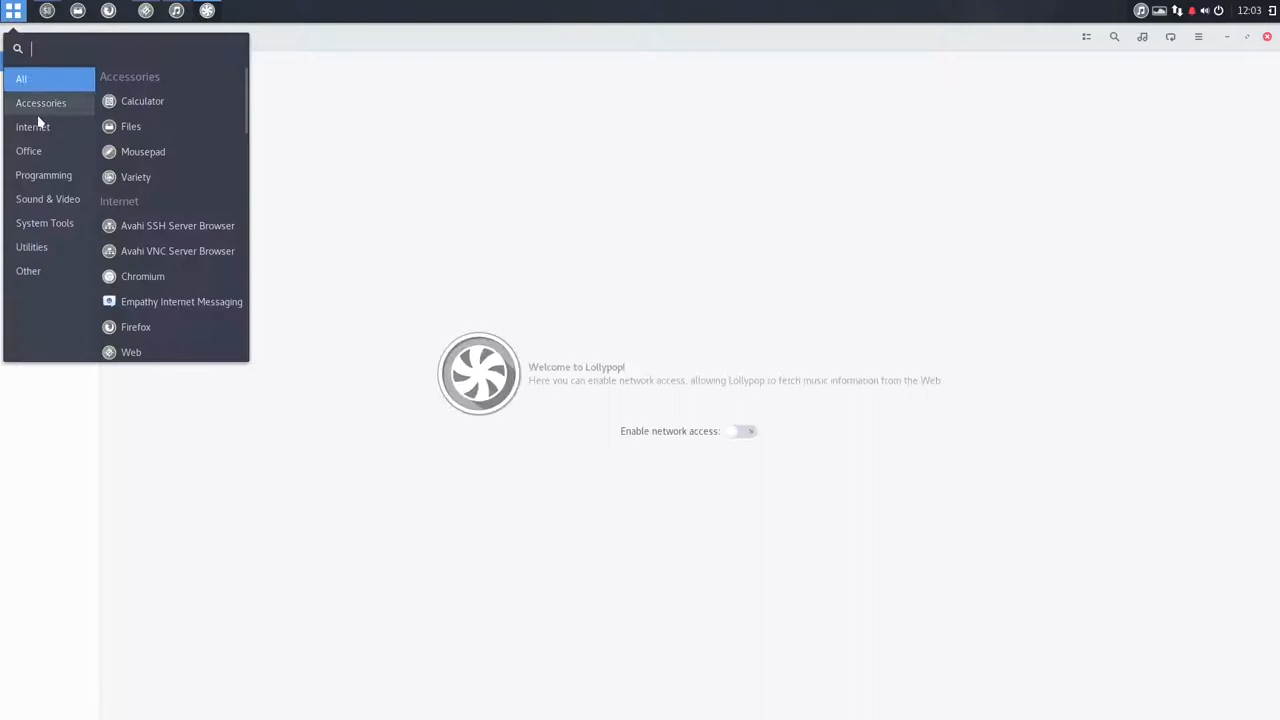 12:03
All
Accessories
Internet
Office
Programming
Sound & Video
System Tools
Utilities
Other
Accessories
Calculator
Files
Mousepad
Variety
Internet
Avahi SSH Server Browser
Avahi VNC Server Browser
Chromium
Empathy Internet Messaging
Firefox
Web
Welcome to Lollypop!
Here you can enable network access, allowing Lollypop to fetch music information from the Web
Enable network access: